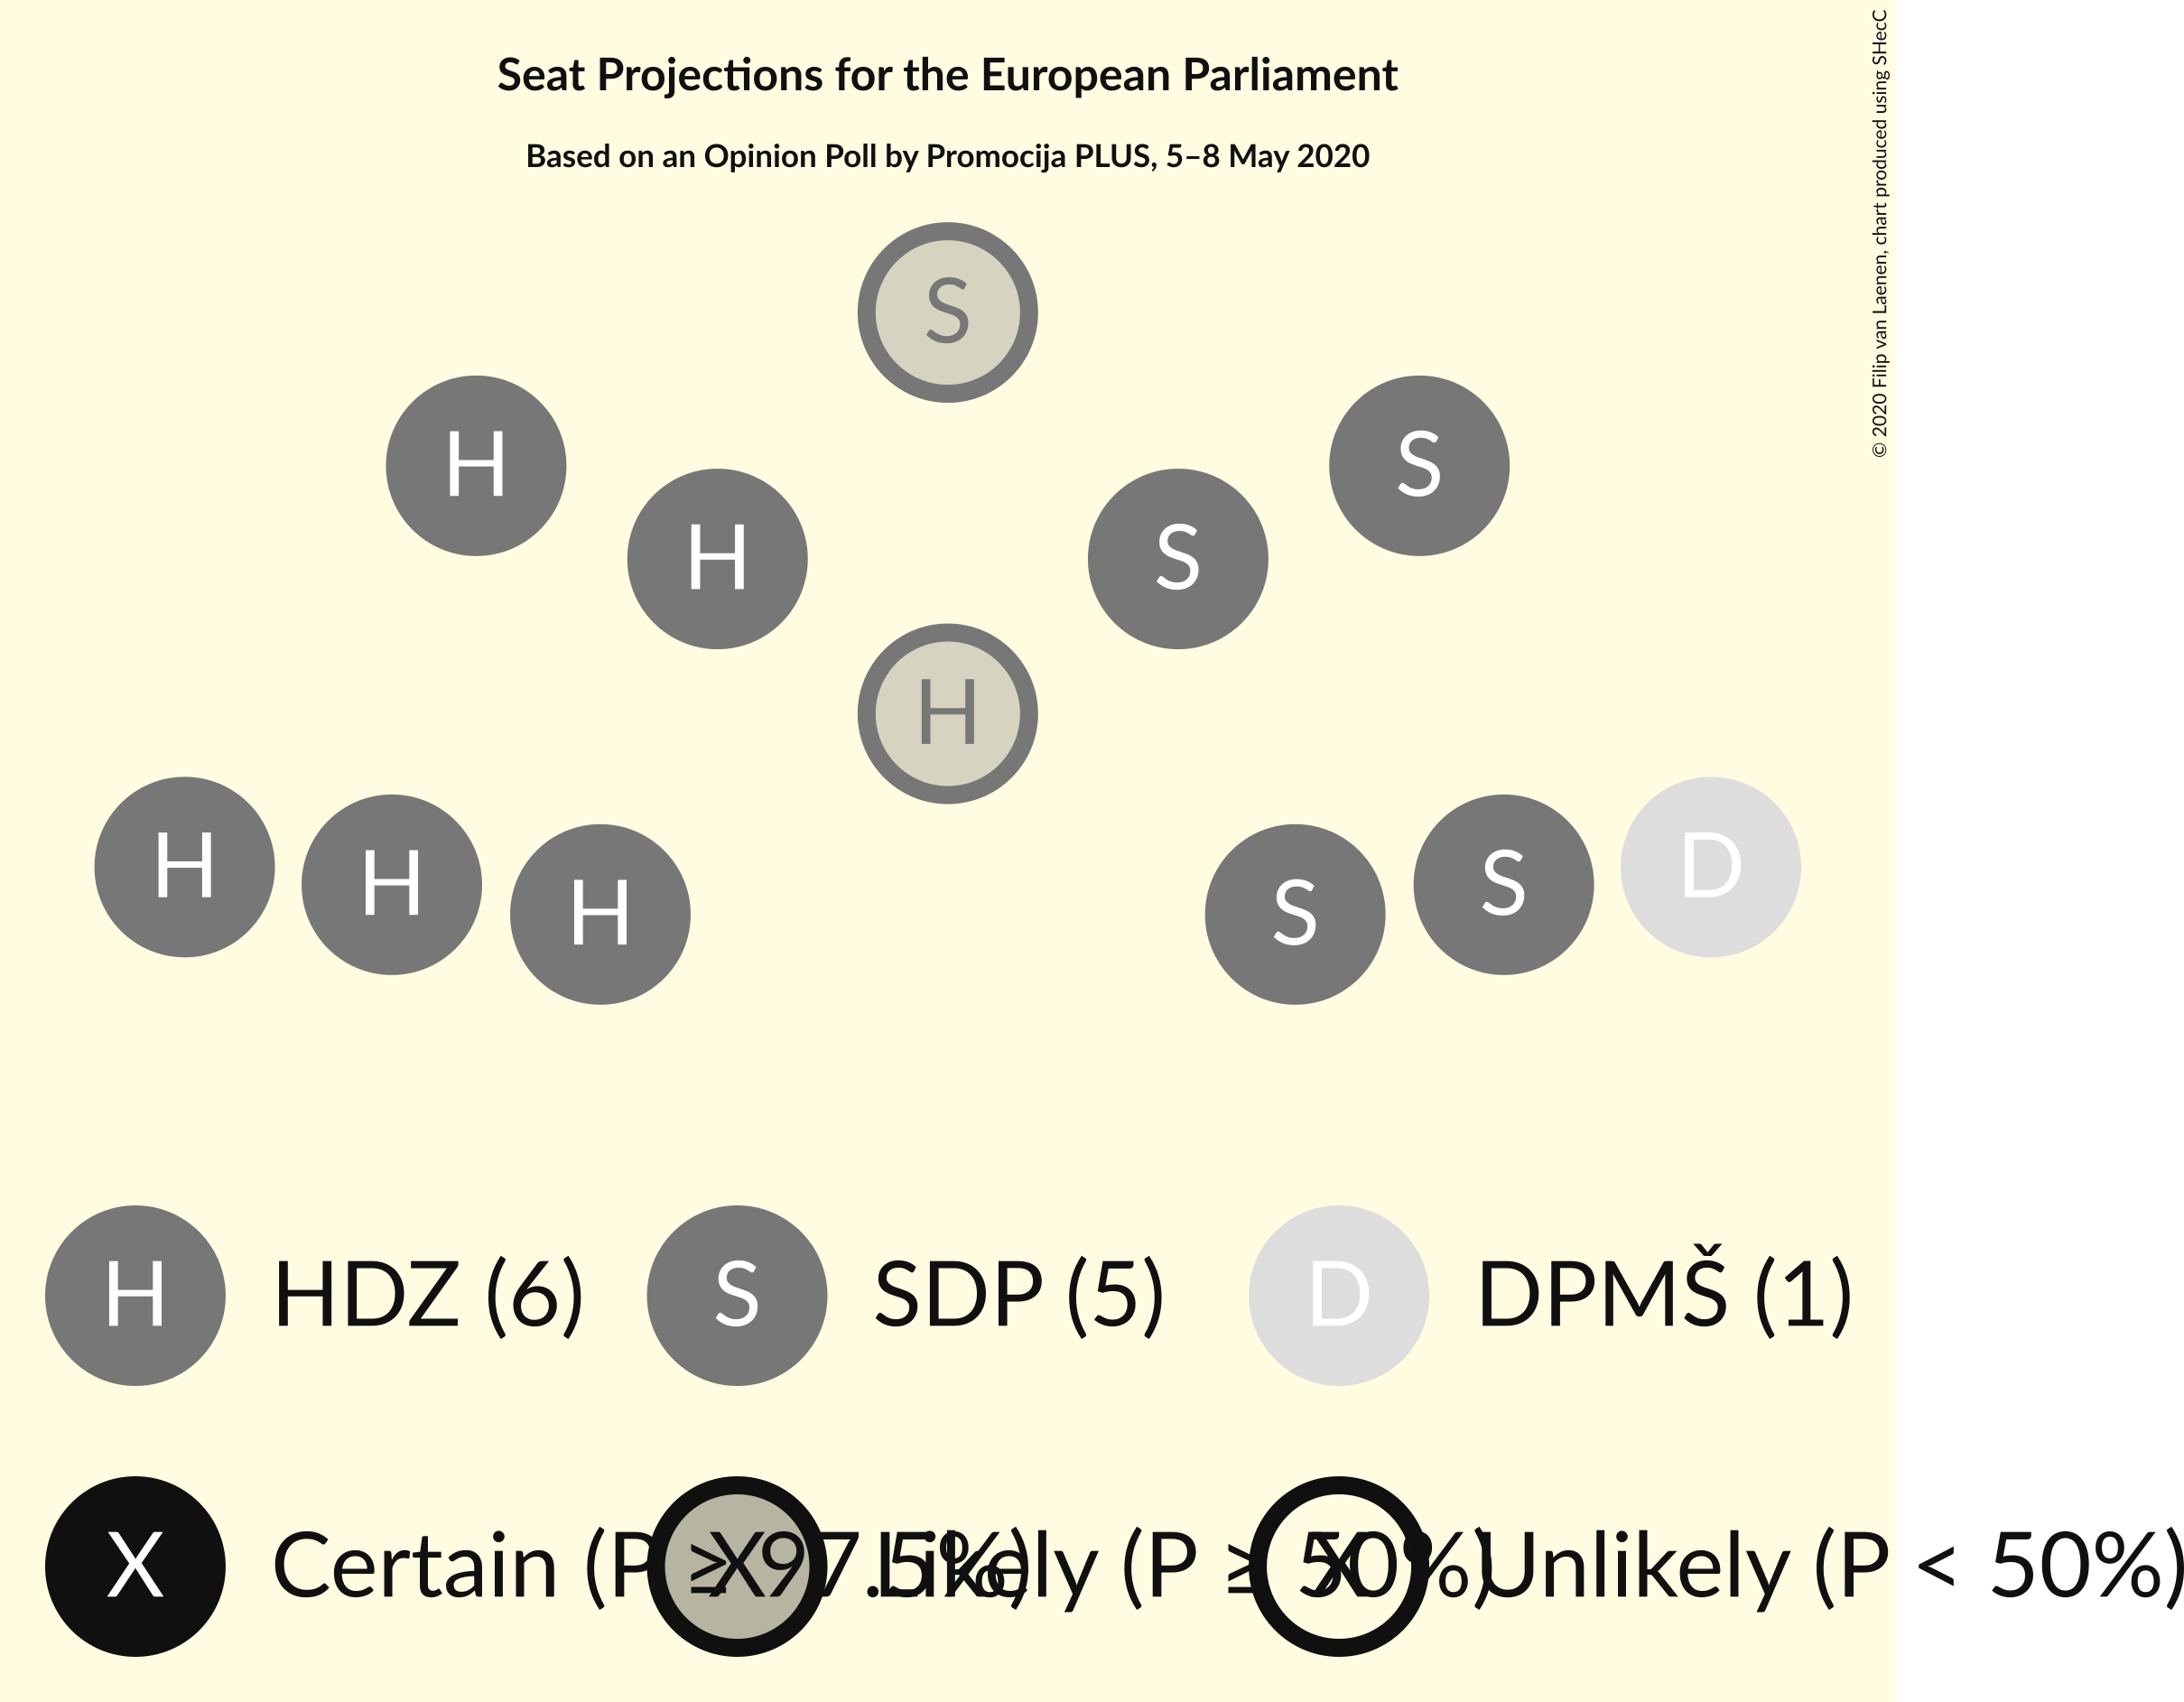 Seat Projections for the European Parliament
Based on an Opinion Poll by Promocija PLUS, 5–8 May 2020
© 2020 Filip van Laenen, chart produced using SHecC
S
H
S
H
S
H
H
H
H
S
S
D
H HDZ (6) S SDP (5) D DPMŠ (1)
X Certain (P ≥ 97.5%) X Likely (P ≥ 50%) X Unlikely (P < 50%)